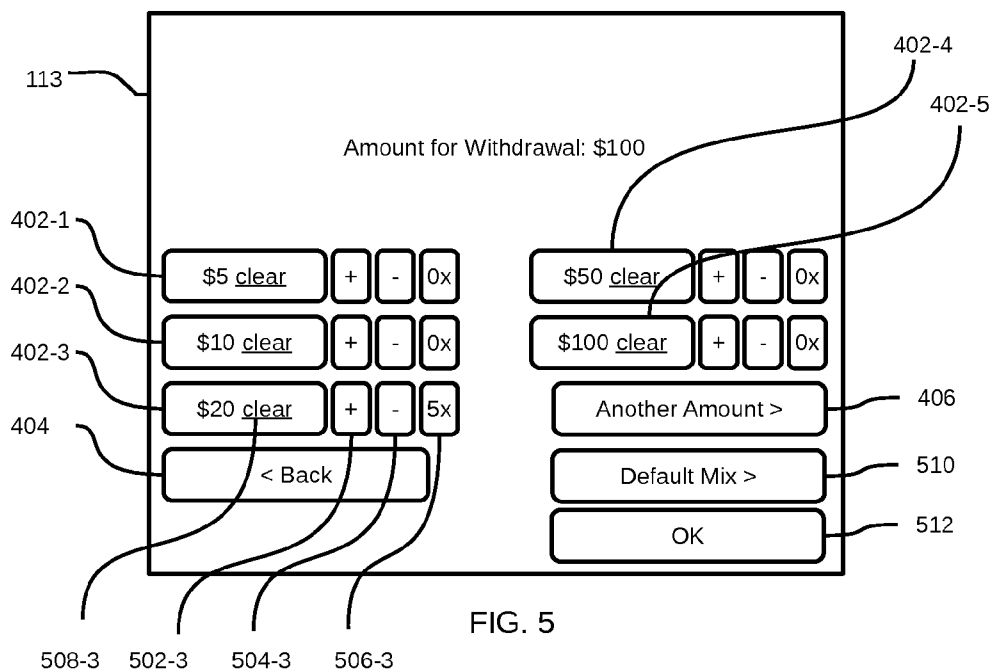 402-4
113
402-5
Amount for Withdrawal: $100
402-1
$5 clear + - 0x $50 clear + - 0x
402-2
$10 clear + - 0x $100 clear + - 0x
402-3
$20 clear + - 5x Another Amount > 406
404
< Back Default Mix > 510
OK 512
FIG. 5
508-3 502-3 504-3 506-3